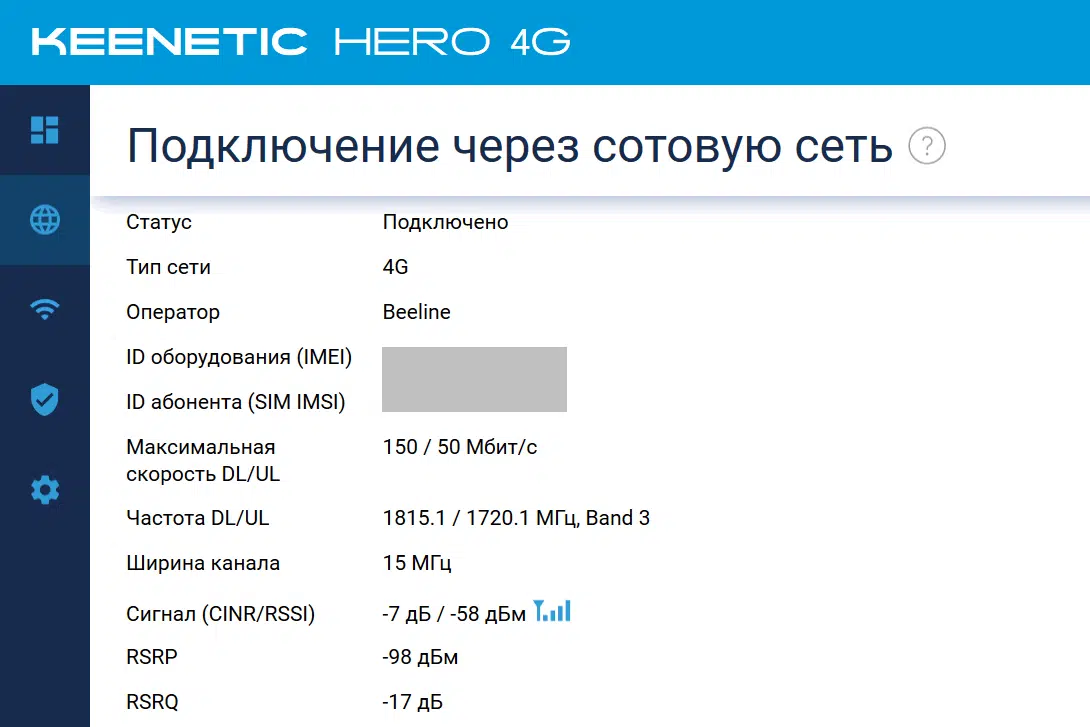 KEENETIC HERO 4G
Подключение через сотовую сеть ?
Статус Подключено
Тип сети 4G
Оператор Beeline
ID оборудования (IMEI)
ID абонента (SIM IMSI)
Максимальная скорость DL/UL 150 / 50 Мбит/с
Частота DL/UL 1815.1 / 1720.1 МГц, Band 3
Ширина канала 15 МГц
Сигнал (CINR/RSSI) -7 дБ / -58 дБм
RSRP -98 дБм
RSRQ -17 дБ